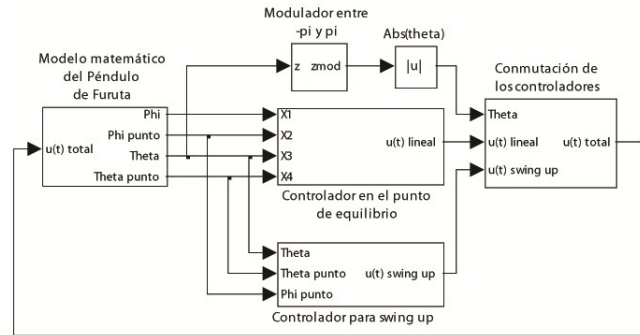 Modulador entre
-pi y pi
Abs(theta)
z zmod
|u|
Modelo matemático
del Péndulo
de Furuta
u(t) total
Phi
Phi punto
Theta
Theta punto
X1
X2
X3
X4
u(t) lineal
Controlador en el punto
de equilibrio
Conmutación de
los controladores
Theta
u(t) lineal
u(t) swing up
u(t) total
Theta
Theta punto
Phi punto
u(t) swing up
Controlador para swing up